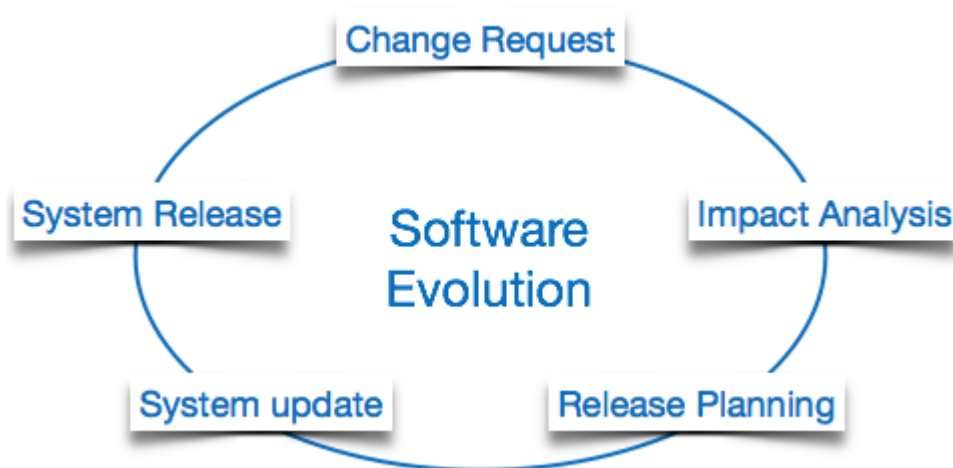 Change Request
System Release
Impact Analysis
Software
Evolution
System update
Release Planning